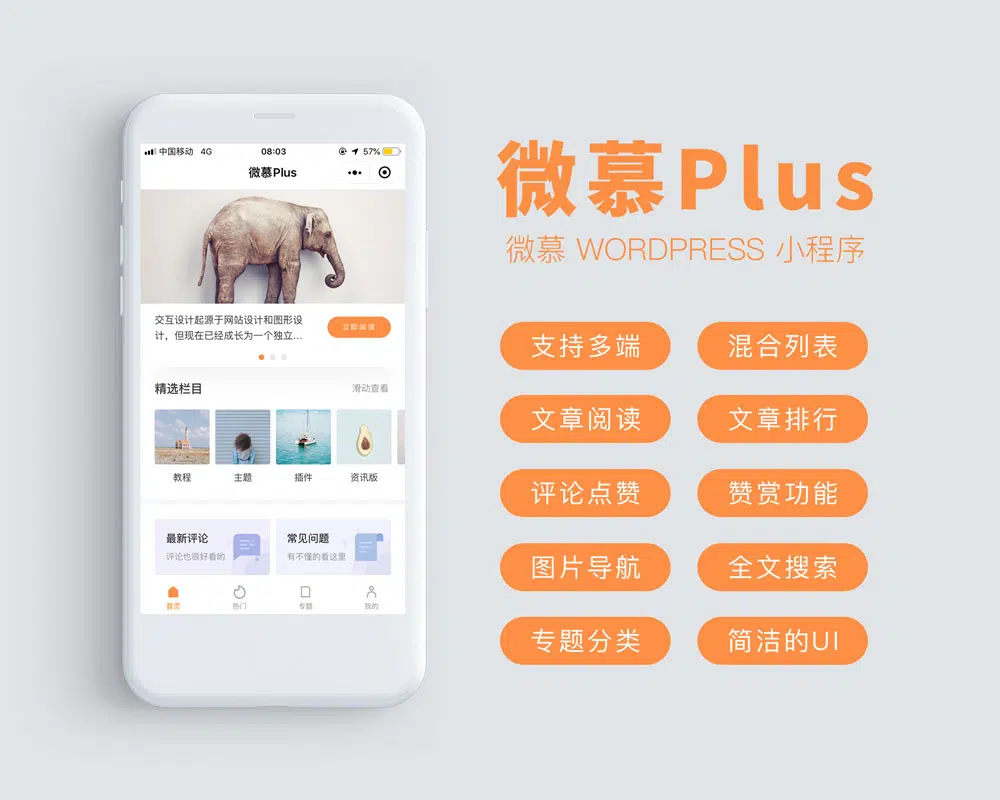 中国移动 4G 08:03 57%
微慕Plus
交互设计起源于网站设计和图形设
计，但现在已经成长为一个独立...
立即阅读
精选栏目 滑动查看
教程 主题 插件 资讯版
最新评论
评论也很好看的
常见问题
有不懂的看这里
首页 热门 专题 我的
微慕Plus
微慕 WORDPRESS 小程序
支持多端 混合列表
文章阅读 文章排行
评论点赞 赞赏功能
图片导航 全文搜索
专题分类 简洁的UI